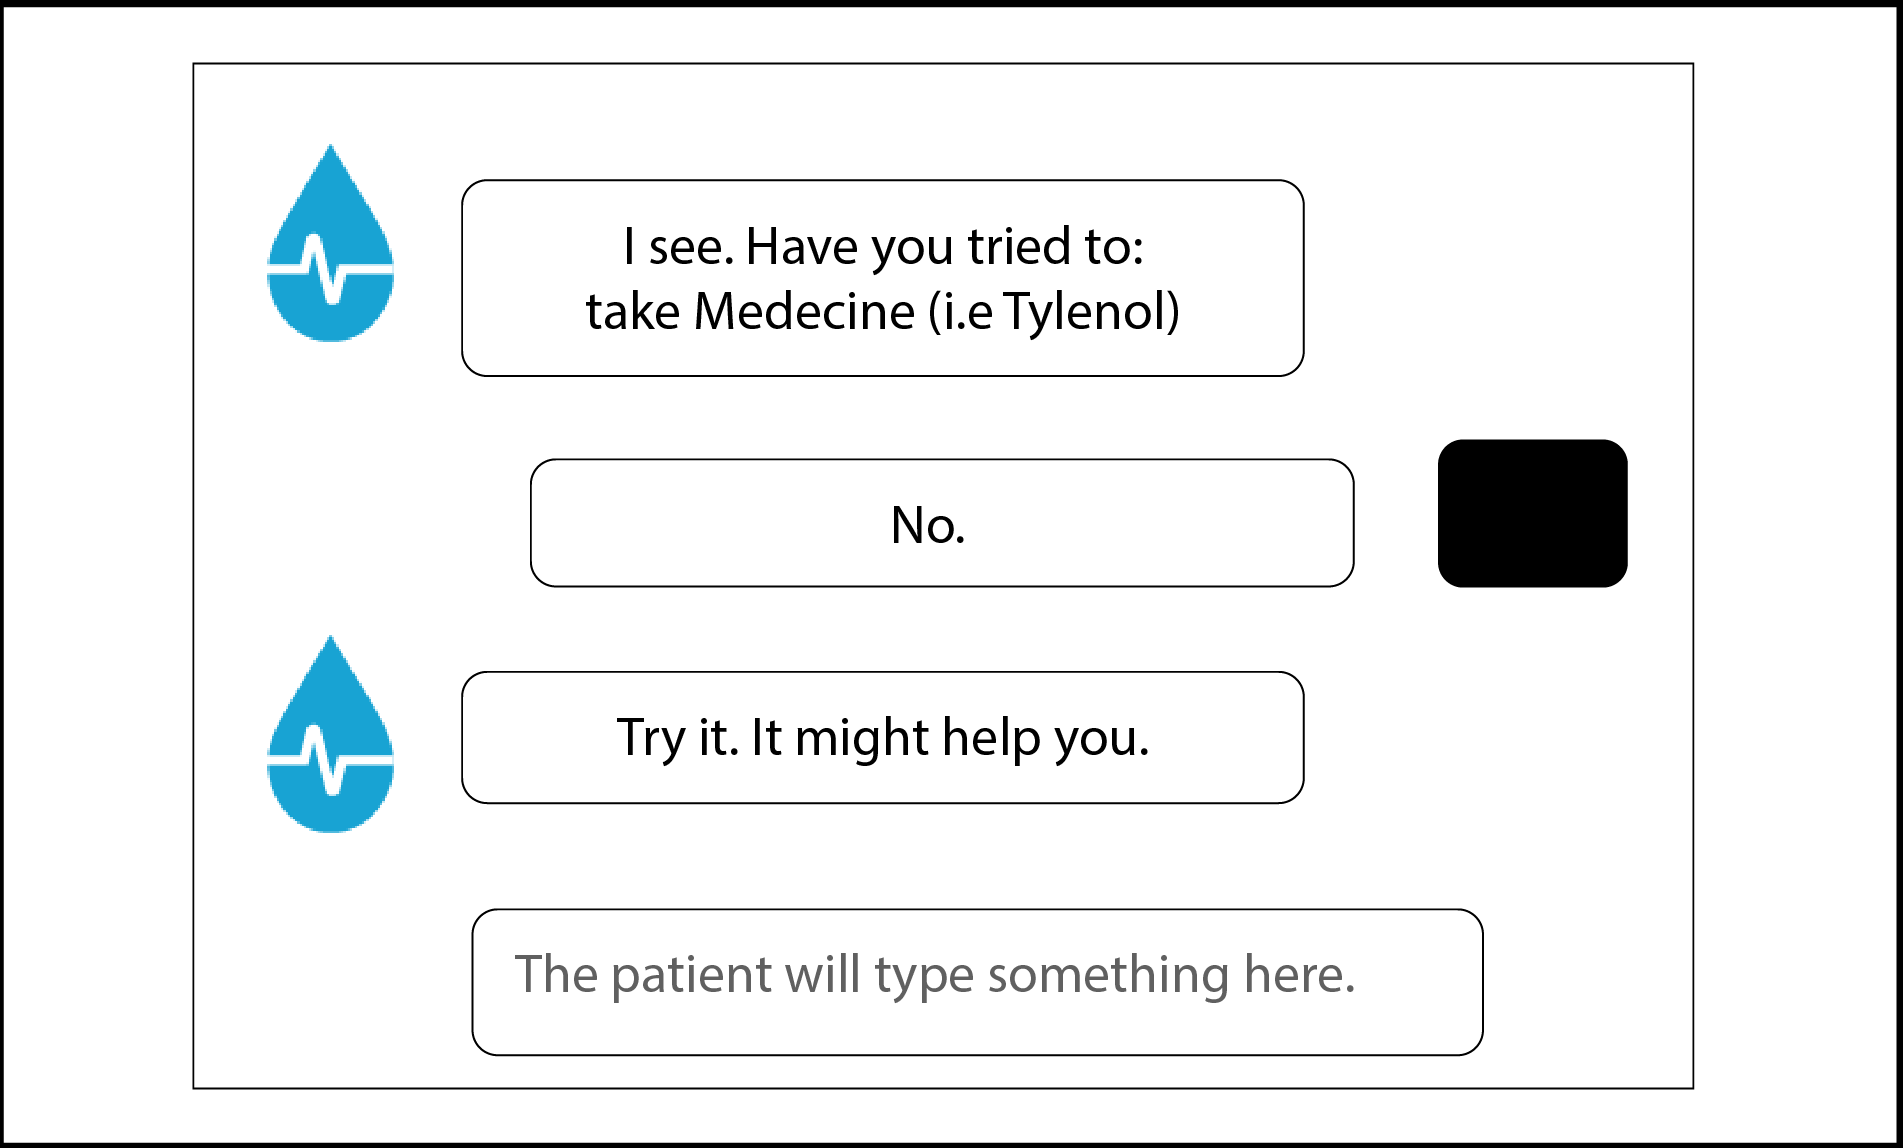 I see. Have you tried to:
take Medecine (i.e Tylenol)
No.
Try it. It might help you.
The patient will type something here.